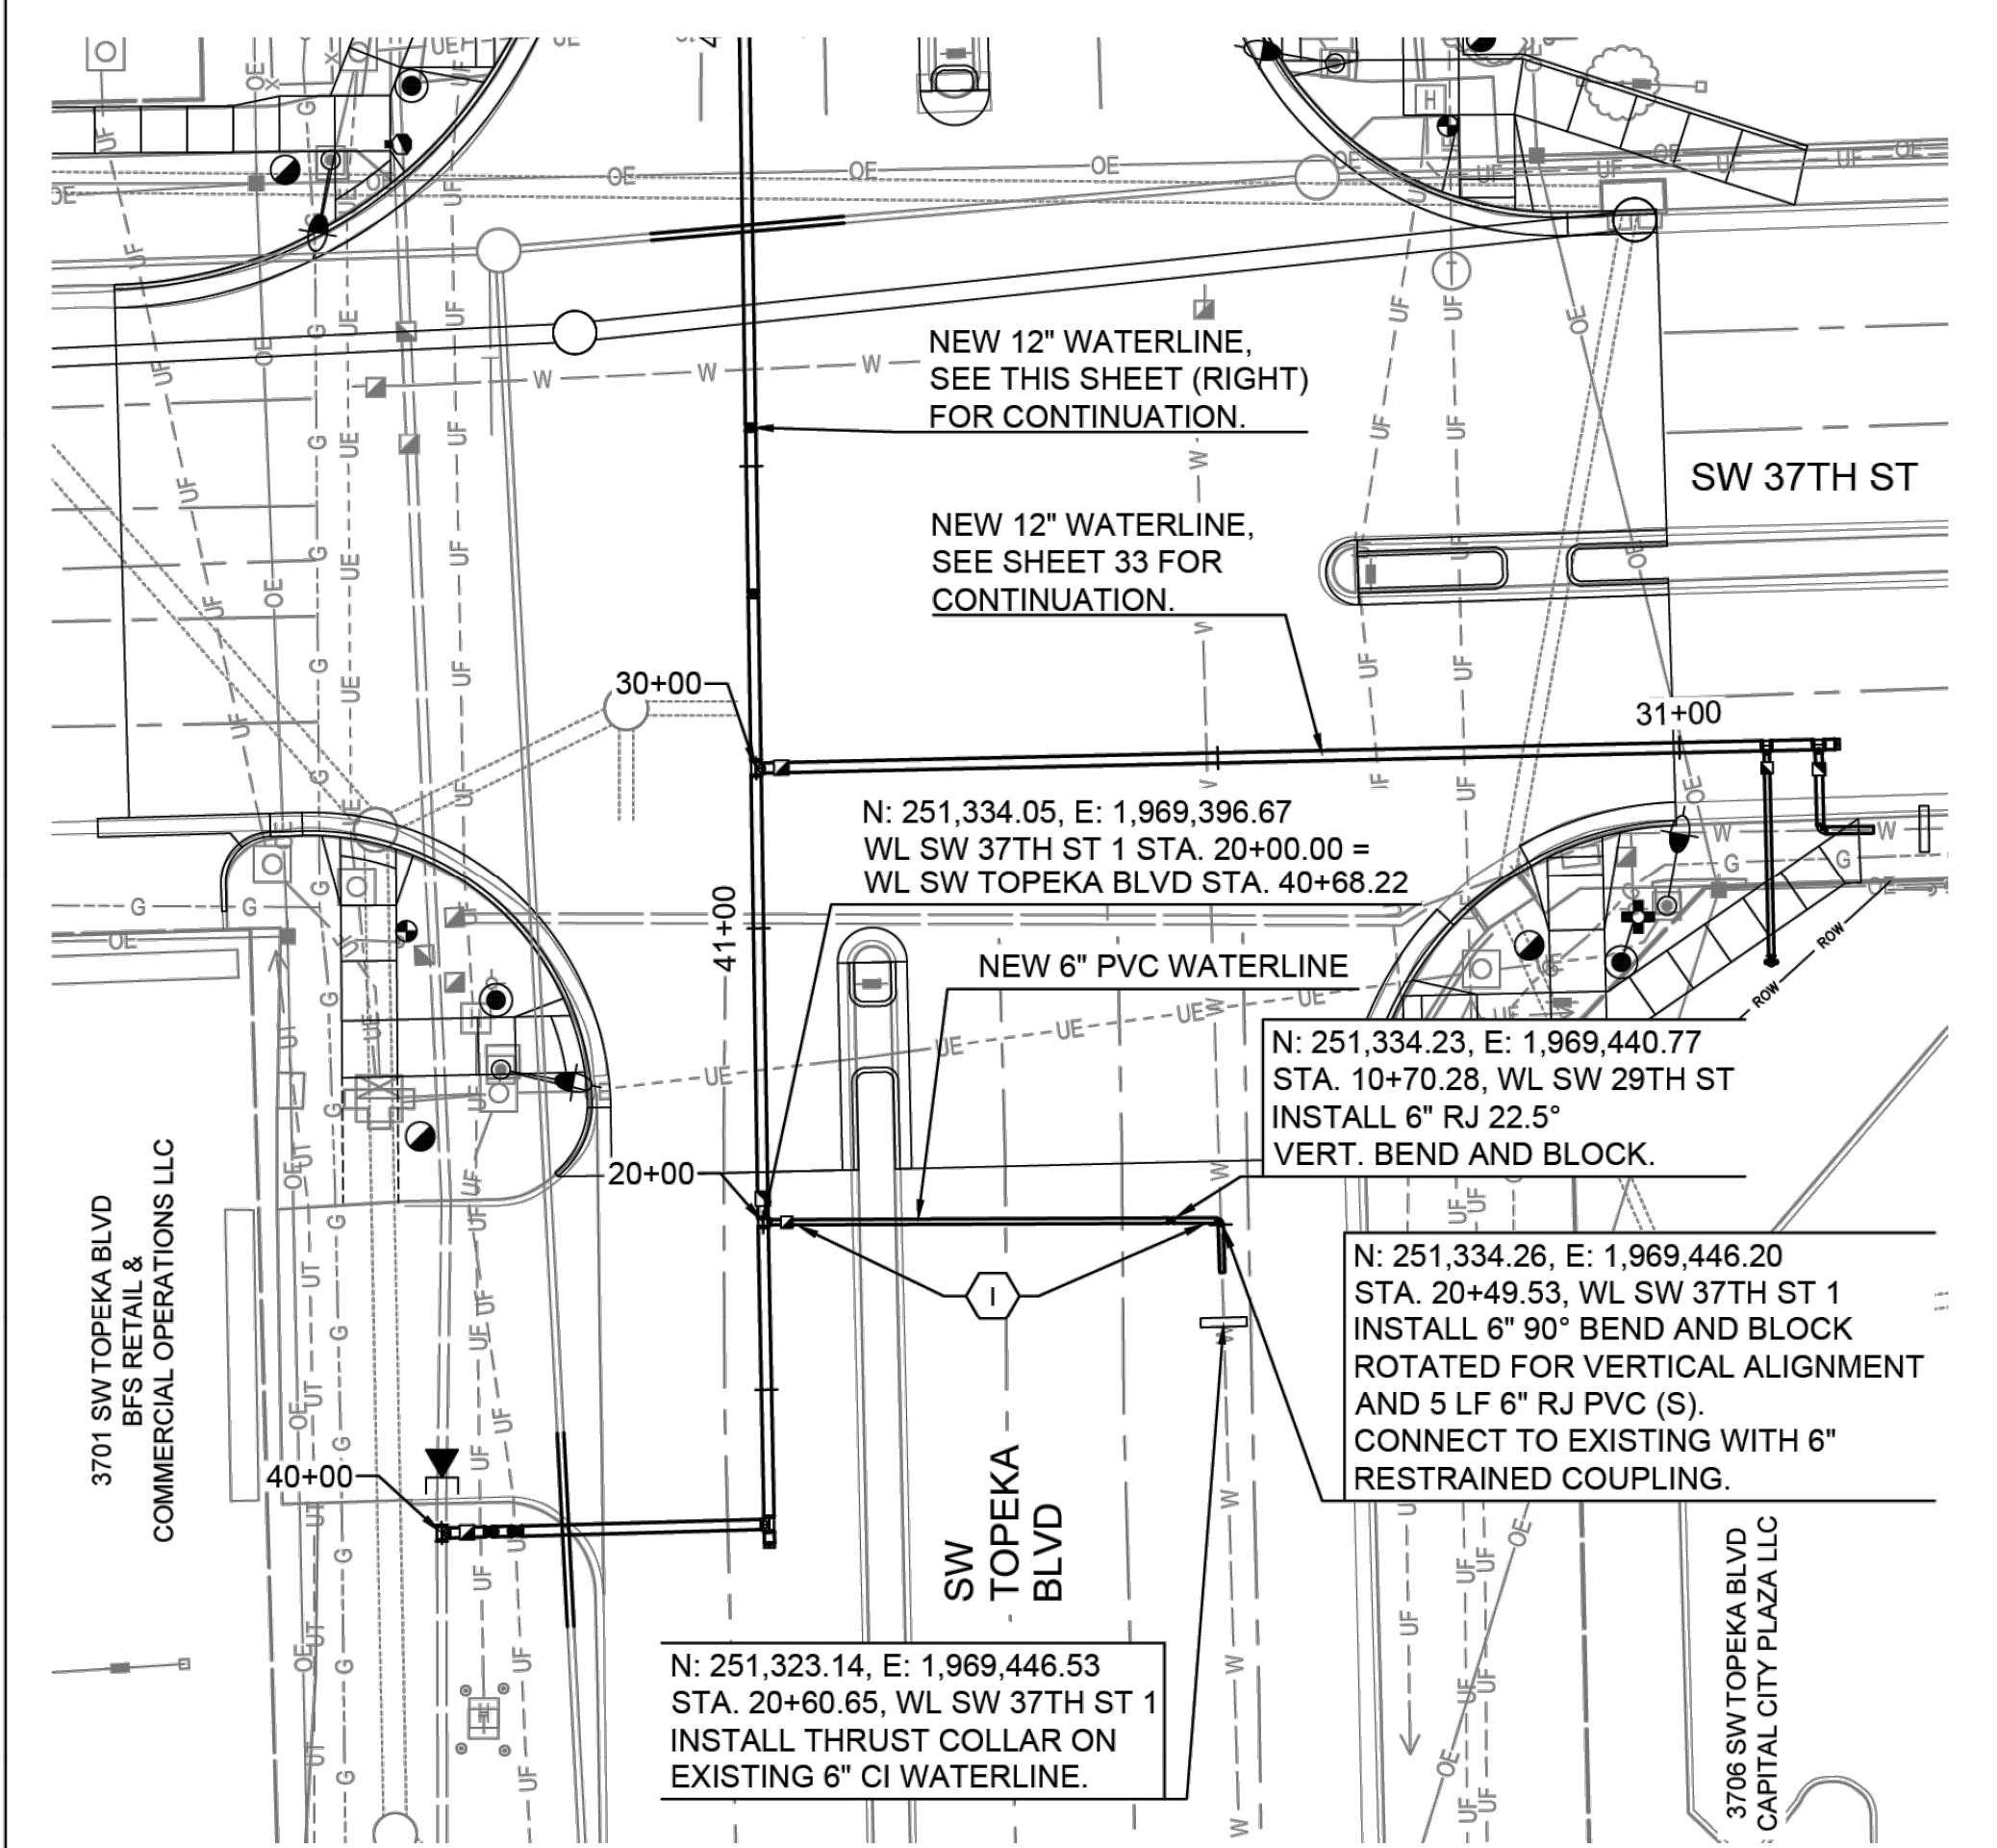 NEW 12" WATERLINE,
SEE THIS SHEET (RIGHT)
FOR CONTINUATION.
SW 37TH ST
NEW 12" WATERLINE,
SEE SHEET 33 FOR
CONTINUATION.
30+00
31+00
N: 251,334.05, E: 1,969,396.67
WL SW 37TH ST 1 STA. 20+00.00 =
WL SW TOPEKA BLVD STA. 40+68.22
41+00
NEW 6" PVC WATERLINE
ROW
ROW
N: 251,334.23, E: 1,969,440.77
STA. 10+70.28, WL SW 29TH ST
INSTALL 6" RJ 22.5°
VERT. BEND AND BLOCK.
20+00
I
N: 251,334.26, E: 1,969,446.20
STA. 20+49.53, WL SW 37TH ST 1
INSTALL 6" 90° BEND AND BLOCK
ROTATED FOR VERTICAL ALIGNMENT
AND 5 LF 6" RJ PVC (S).
CONNECT TO EXISTING WITH 6"
RESTRAINED COUPLING.
3701 SW TOPEKA BLVD
BFS RETAIL &
COMMERCIAL OPERATIONS LLC
40+00
SW
TOPEKA
BLVD
N: 251,323.14, E: 1,969,446.53
STA. 20+60.65, WL SW 37TH ST 1
INSTALL THRUST COLLAR ON
EXISTING 6" CI WATERLINE.
3706 SW TOPEKA BLVD
CAPITAL CITY PLAZA LLC